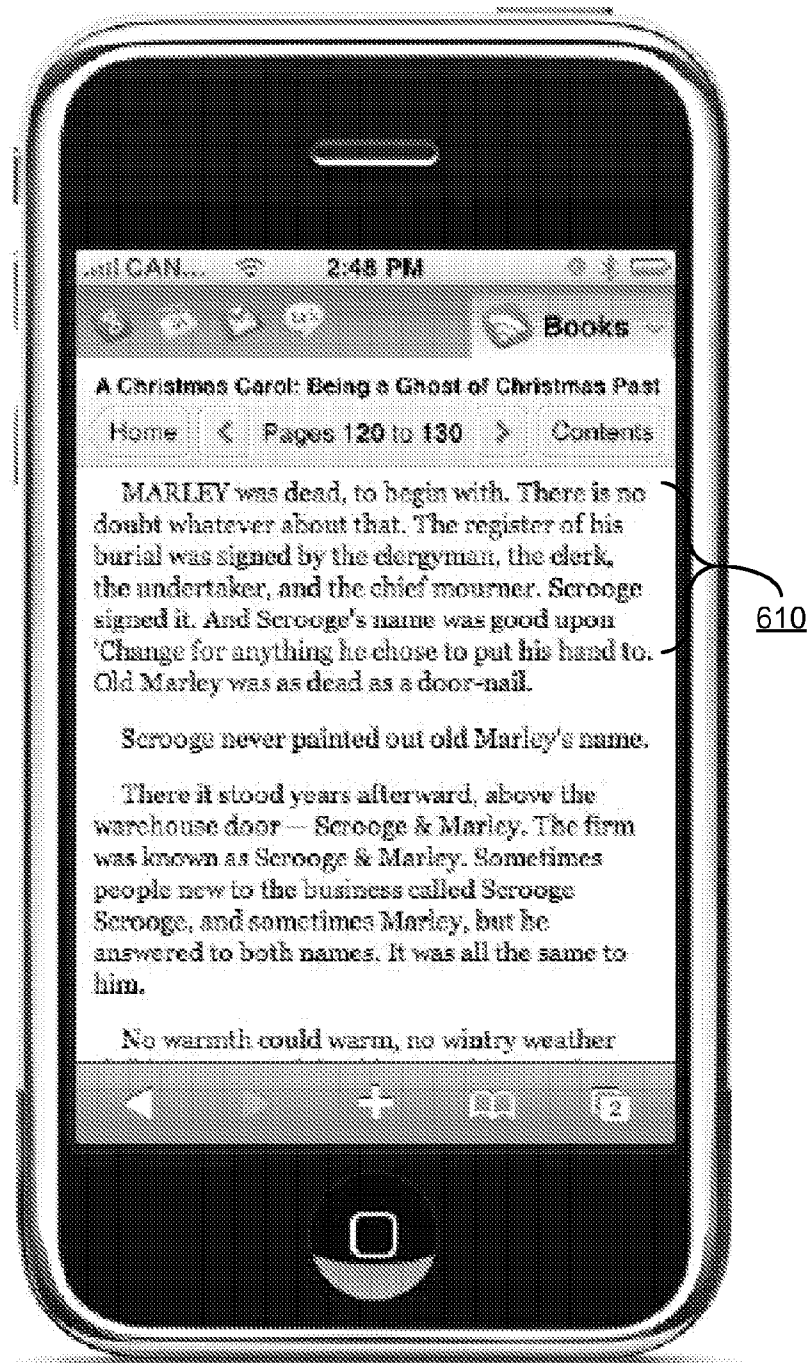 CAN...
2:48 PM
Books
A Christmas Carol: Being a Ghost of Christmas Past
Home < Pages 120 to 130 > Contents
MARLEY was dead, to begin with. There is no
doubt whatever about that. The register of his
burial was signed by the clergyman, the clerk,
the undertaker, and the chief mourner. Scrooge
signed it. And Scrooge's name was good upon
'Change for anything he chose to put his hand to.
Old Marley was as dead as a door-nail.
Scrooge never painted out old Marley's name.
There it stood years afterward, above the
warehouse door — Scrooge & Marley. The firm
was known as Scrooge & Marley. Sometimes
people new to the business called Scrooge
Scrooge, and sometimes Marley, but he
answered to both names. It was all the same to
him.
No warmth could warm, no wintry weather
2
610